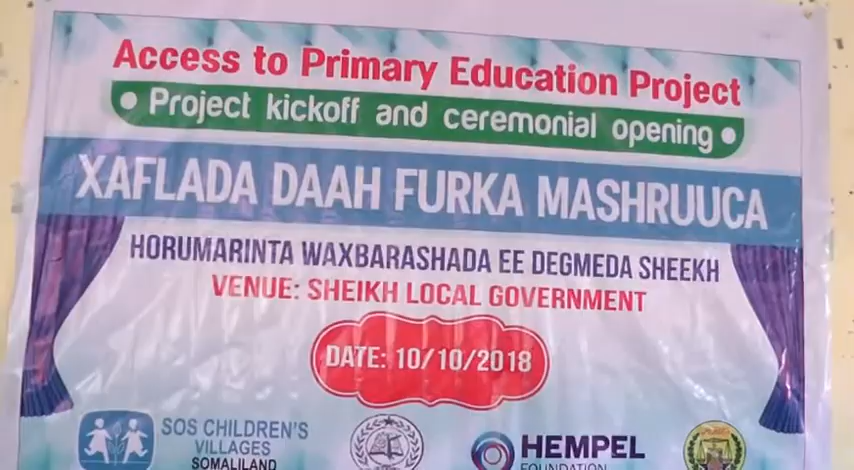 Access to Primary Education Project
Project kickoff and ceremonial opening
XAFLADA DAAH FURKA MASHRUUCA
HORUMARINTA WAXBARASHADA EE DEGMEDA SHEEKH
VENUE: SHEIKH LOCAL GOVERNMENT
DATE: 10/10/2018
SOS CHILDREN'S
VILLAGES
SOMALILAND
HEMPEL
FOUNDATION